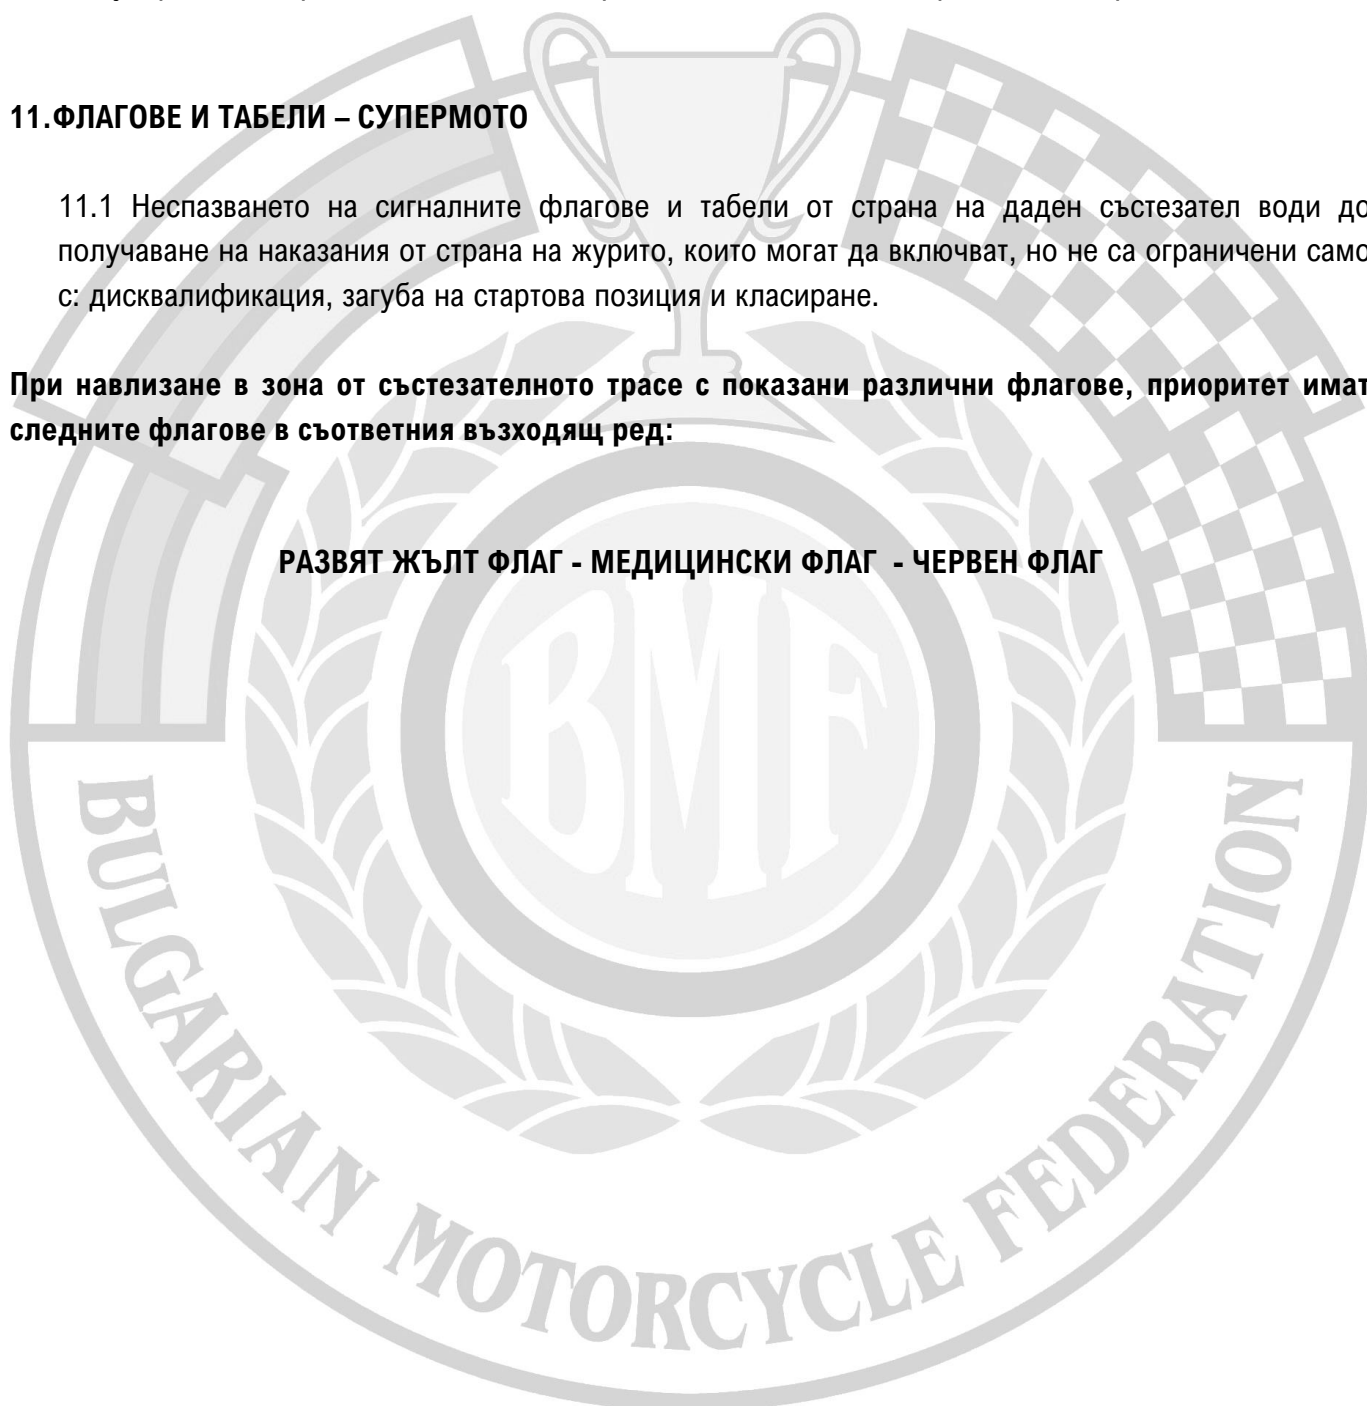 11.ФЛАГОВЕ И ТАБЕЛИ – СУПЕРМОТО
11.1 Неспазването на сигналните флагове и табели от страна на даден състезател води до
получаване на наказания от страна на журито, които могат да включват, но не са ограничени само
с: дисквалификация, загуба на стартова позиция и класиране.
При навлизане в зона от състезателното трасе с показани различни флагове, приоритет имат
следните флагове в съответния възходящ ред:
РАЗВЯТ ЖЪЛТ ФЛАГ - МЕДИЦИНСКИ ФЛАГ - ЧЕРВЕН ФЛАГ
BMF
BULGARIAN MOTORCYCLE FEDERATION